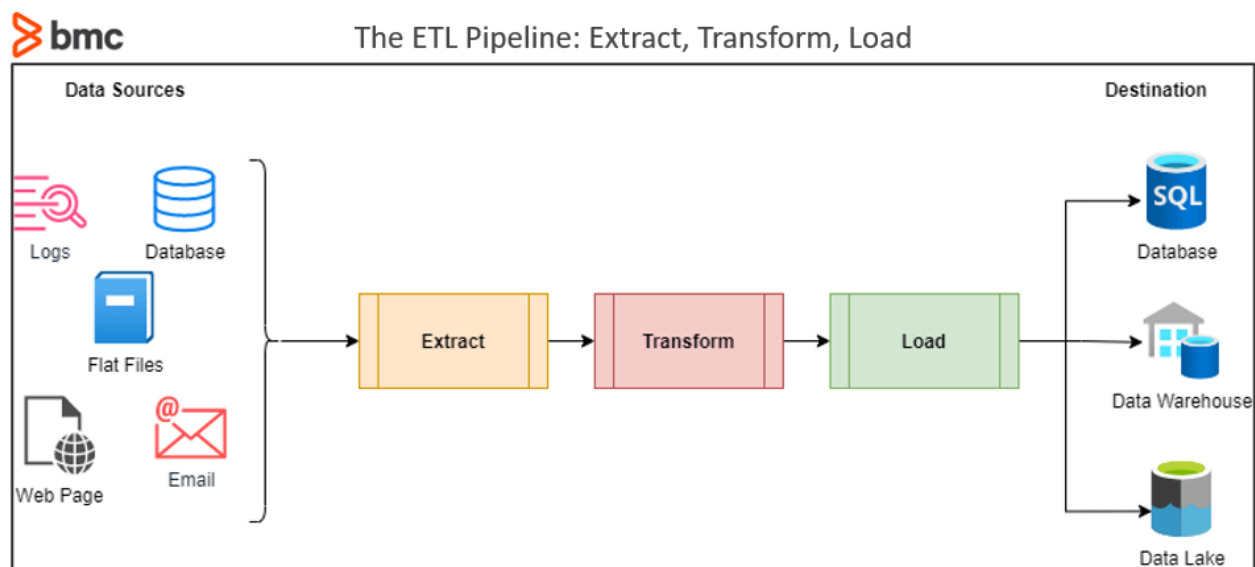 bmc
The ETL Pipeline: Extract, Transform, Load
Data Sources
Destination
Logs
Database
Flat Files
Web Page
@
Email
Extract
Transform
Load
SQL
Database
Data Warehouse
Data Lake